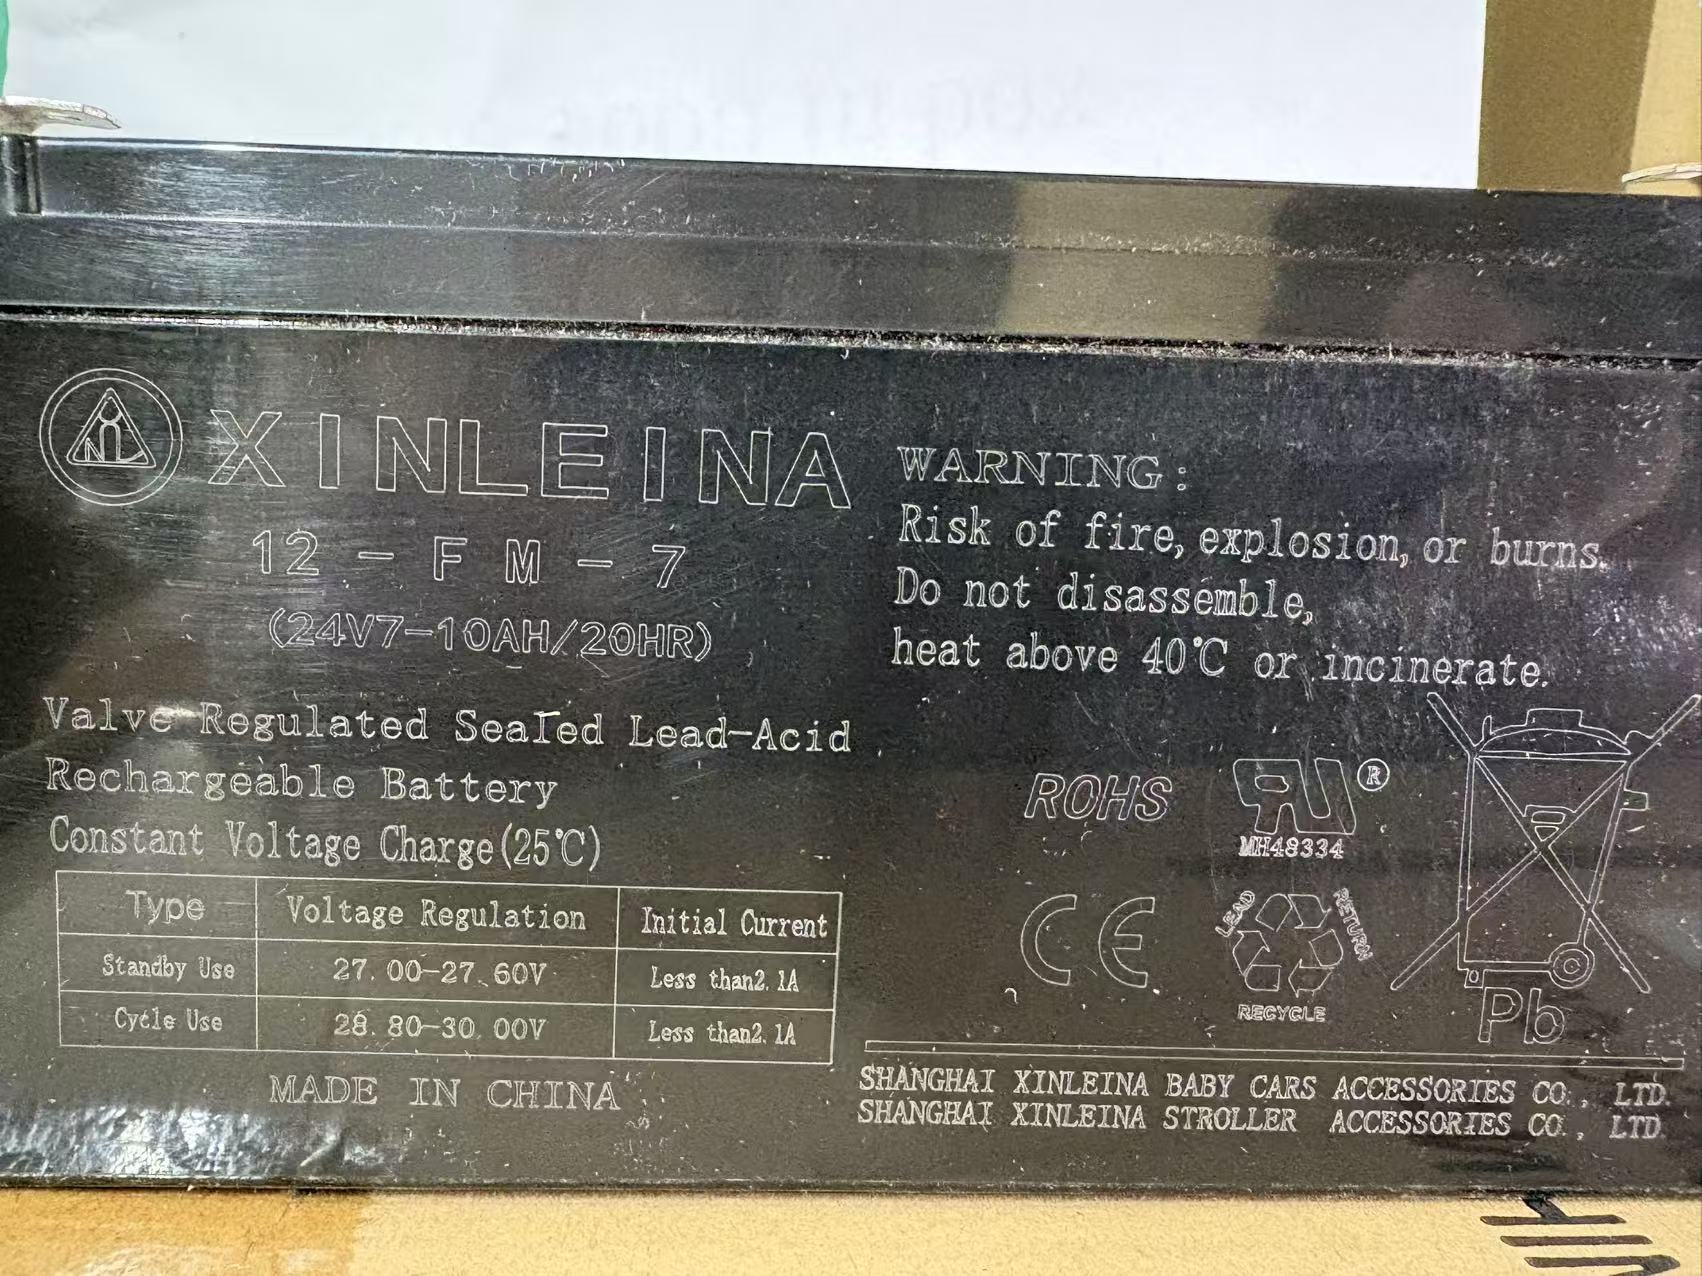 XINLEINA
12-FM-7
(24V7-10AH/20HR)
Valve Regulated Sealed Lead-Acid
Rechargeable Battery
Constant Voltage Charge(25℃)
Type Voltage Regulation Initial Current
Standby Use 27.00-27.60V Less than2.1A
Cycle Use 28.80-30.00V Less than2.1A
MADE IN CHINA
WARNING:
Risk of fire, explosion, or burns.
Do not disassemble,
heat above 40℃ or incinerate.
ROHS
®
MH48334
CE
LEAD RETURN
RECYCLE
Pb
SHANGHAI XINLEINA BABY CARS ACCESSORIES CO., LTD.
SHANGHAI XINLEINA STROLLER ACCESSORIES CO., LTD.